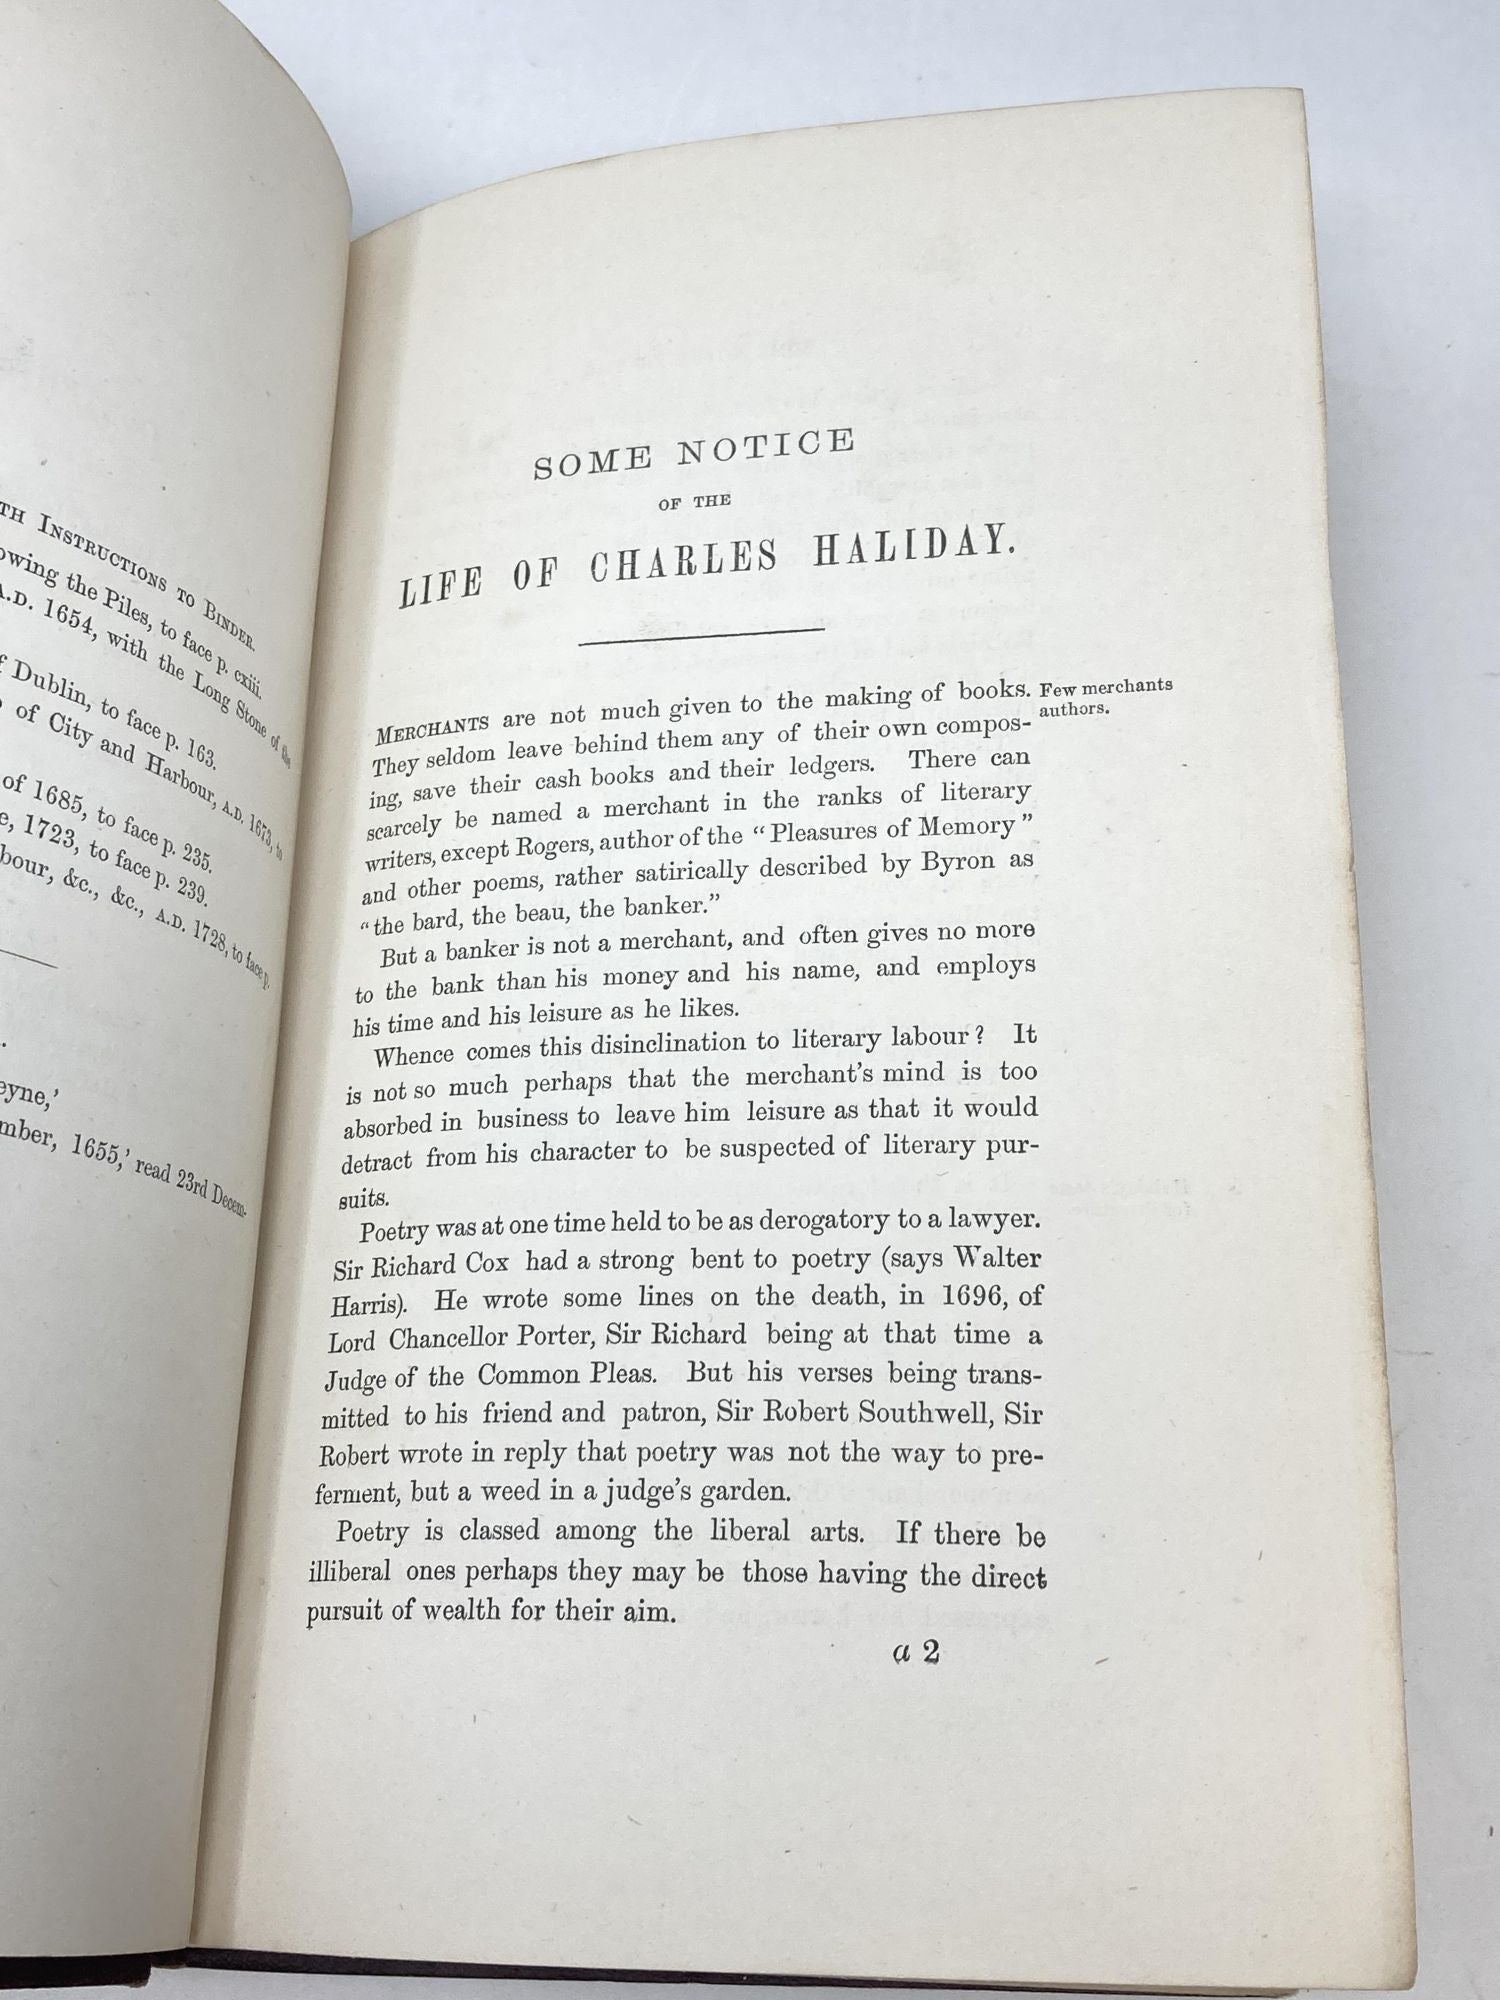 TH INSTRUCTIONS TO BINDER.
owing the Piles, to face p. cxiii.
A.D. 1654, with the Long Stone of the
f Dublin, to face p. 163.
of City and Harbour, A.D. 1673, to
of 1685, to face p. 235.
e, 1723, to face p. 239.
bour, &c., &c., A.D. 1728, to face p.
eyne,'
mber, 1655,' read 23rd Decem-
SOME NOTICE
OF THE
LIFE OF CHARLES HALIDAY.
MERCHANTS are not much given to the making of books.
Few merchants
authors.
They seldom leave behind them any of their own compos-
ing, save their cash books and their ledgers. There can
scarcely be named a merchant in the ranks of literary
writers, except Rogers, author of the "Pleasures of Memory"
and other poems, rather satirically described by Byron as
"the bard, the beau, the banker."
But a banker is not a merchant, and often gives no more
to the bank than his money and his name, and employs
his time and his leisure as he likes.
Whence comes this disinclination to literary labour? It
is not so much perhaps that the merchant's mind is too
absorbed in business to leave him leisure as that it would
detract from his character to be suspected of literary pur-
suits.
Poetry was at one time held to be as derogatory to a lawyer.
Sir Richard Cox had a strong bent to poetry (says Walter
Harris). He wrote some lines on the death, in 1696, of
Lord Chancellor Porter, Sir Richard being at that time a
Judge of the Common Pleas. But his verses being trans-
mitted to his friend and patron, Sir Robert Southwell, Sir
Robert wrote in reply that poetry was not the way to pre-
ferment, but a weed in a judge's garden.
Poetry is classed among the liberal arts. If there be
illiberal ones perhaps they may be those having the direct
pursuit of wealth for their aim.
a 2